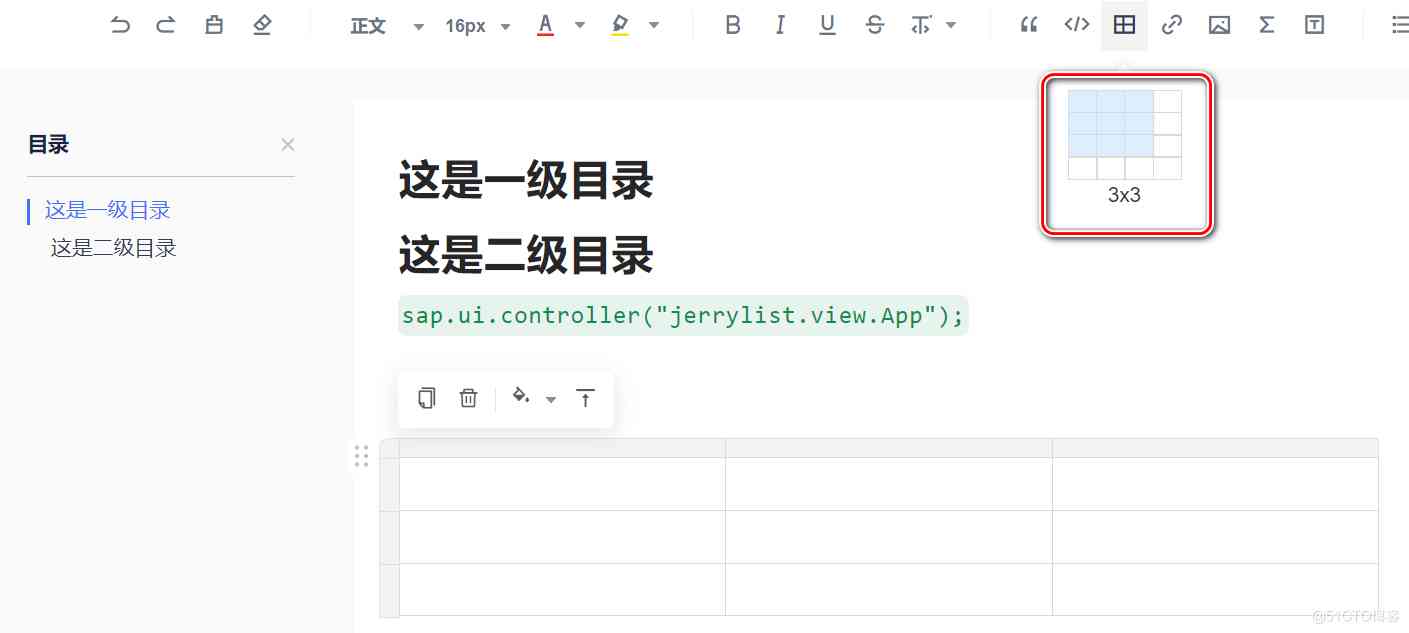 正文 16px A B I U S
目录
这是一级目录
这是二级目录
这是一级目录
这是二级目录
sap.ui.controller("jerrylist.view.App");
3x3
@51CTO博客